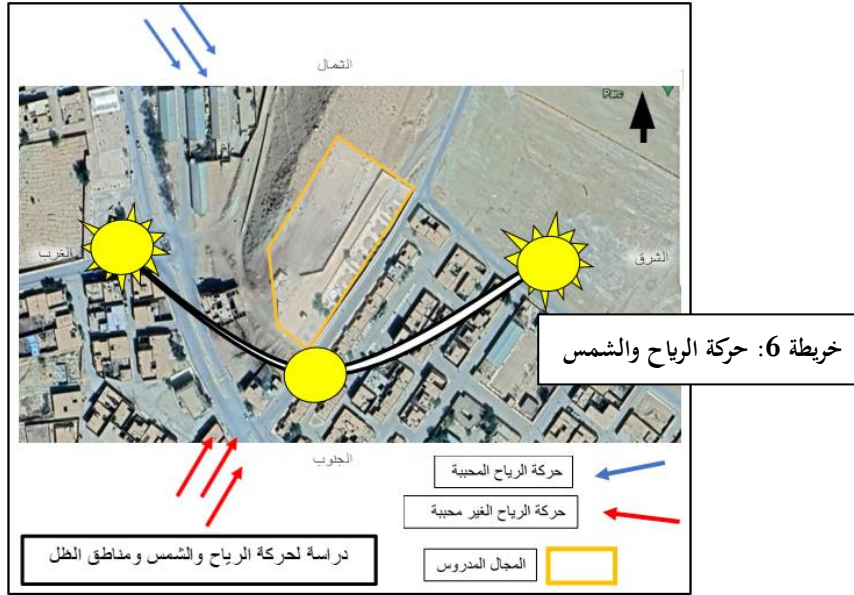 الشمال
Parc
الغرب
الشرق
خريطة 6: حركة الرياح والشمس
الجنوب
حركة الرياح المحببة
حركة الرياح الغير محببة
دراسة لحركة الرياح والشمس ومناطق الظل
المجال المدروس